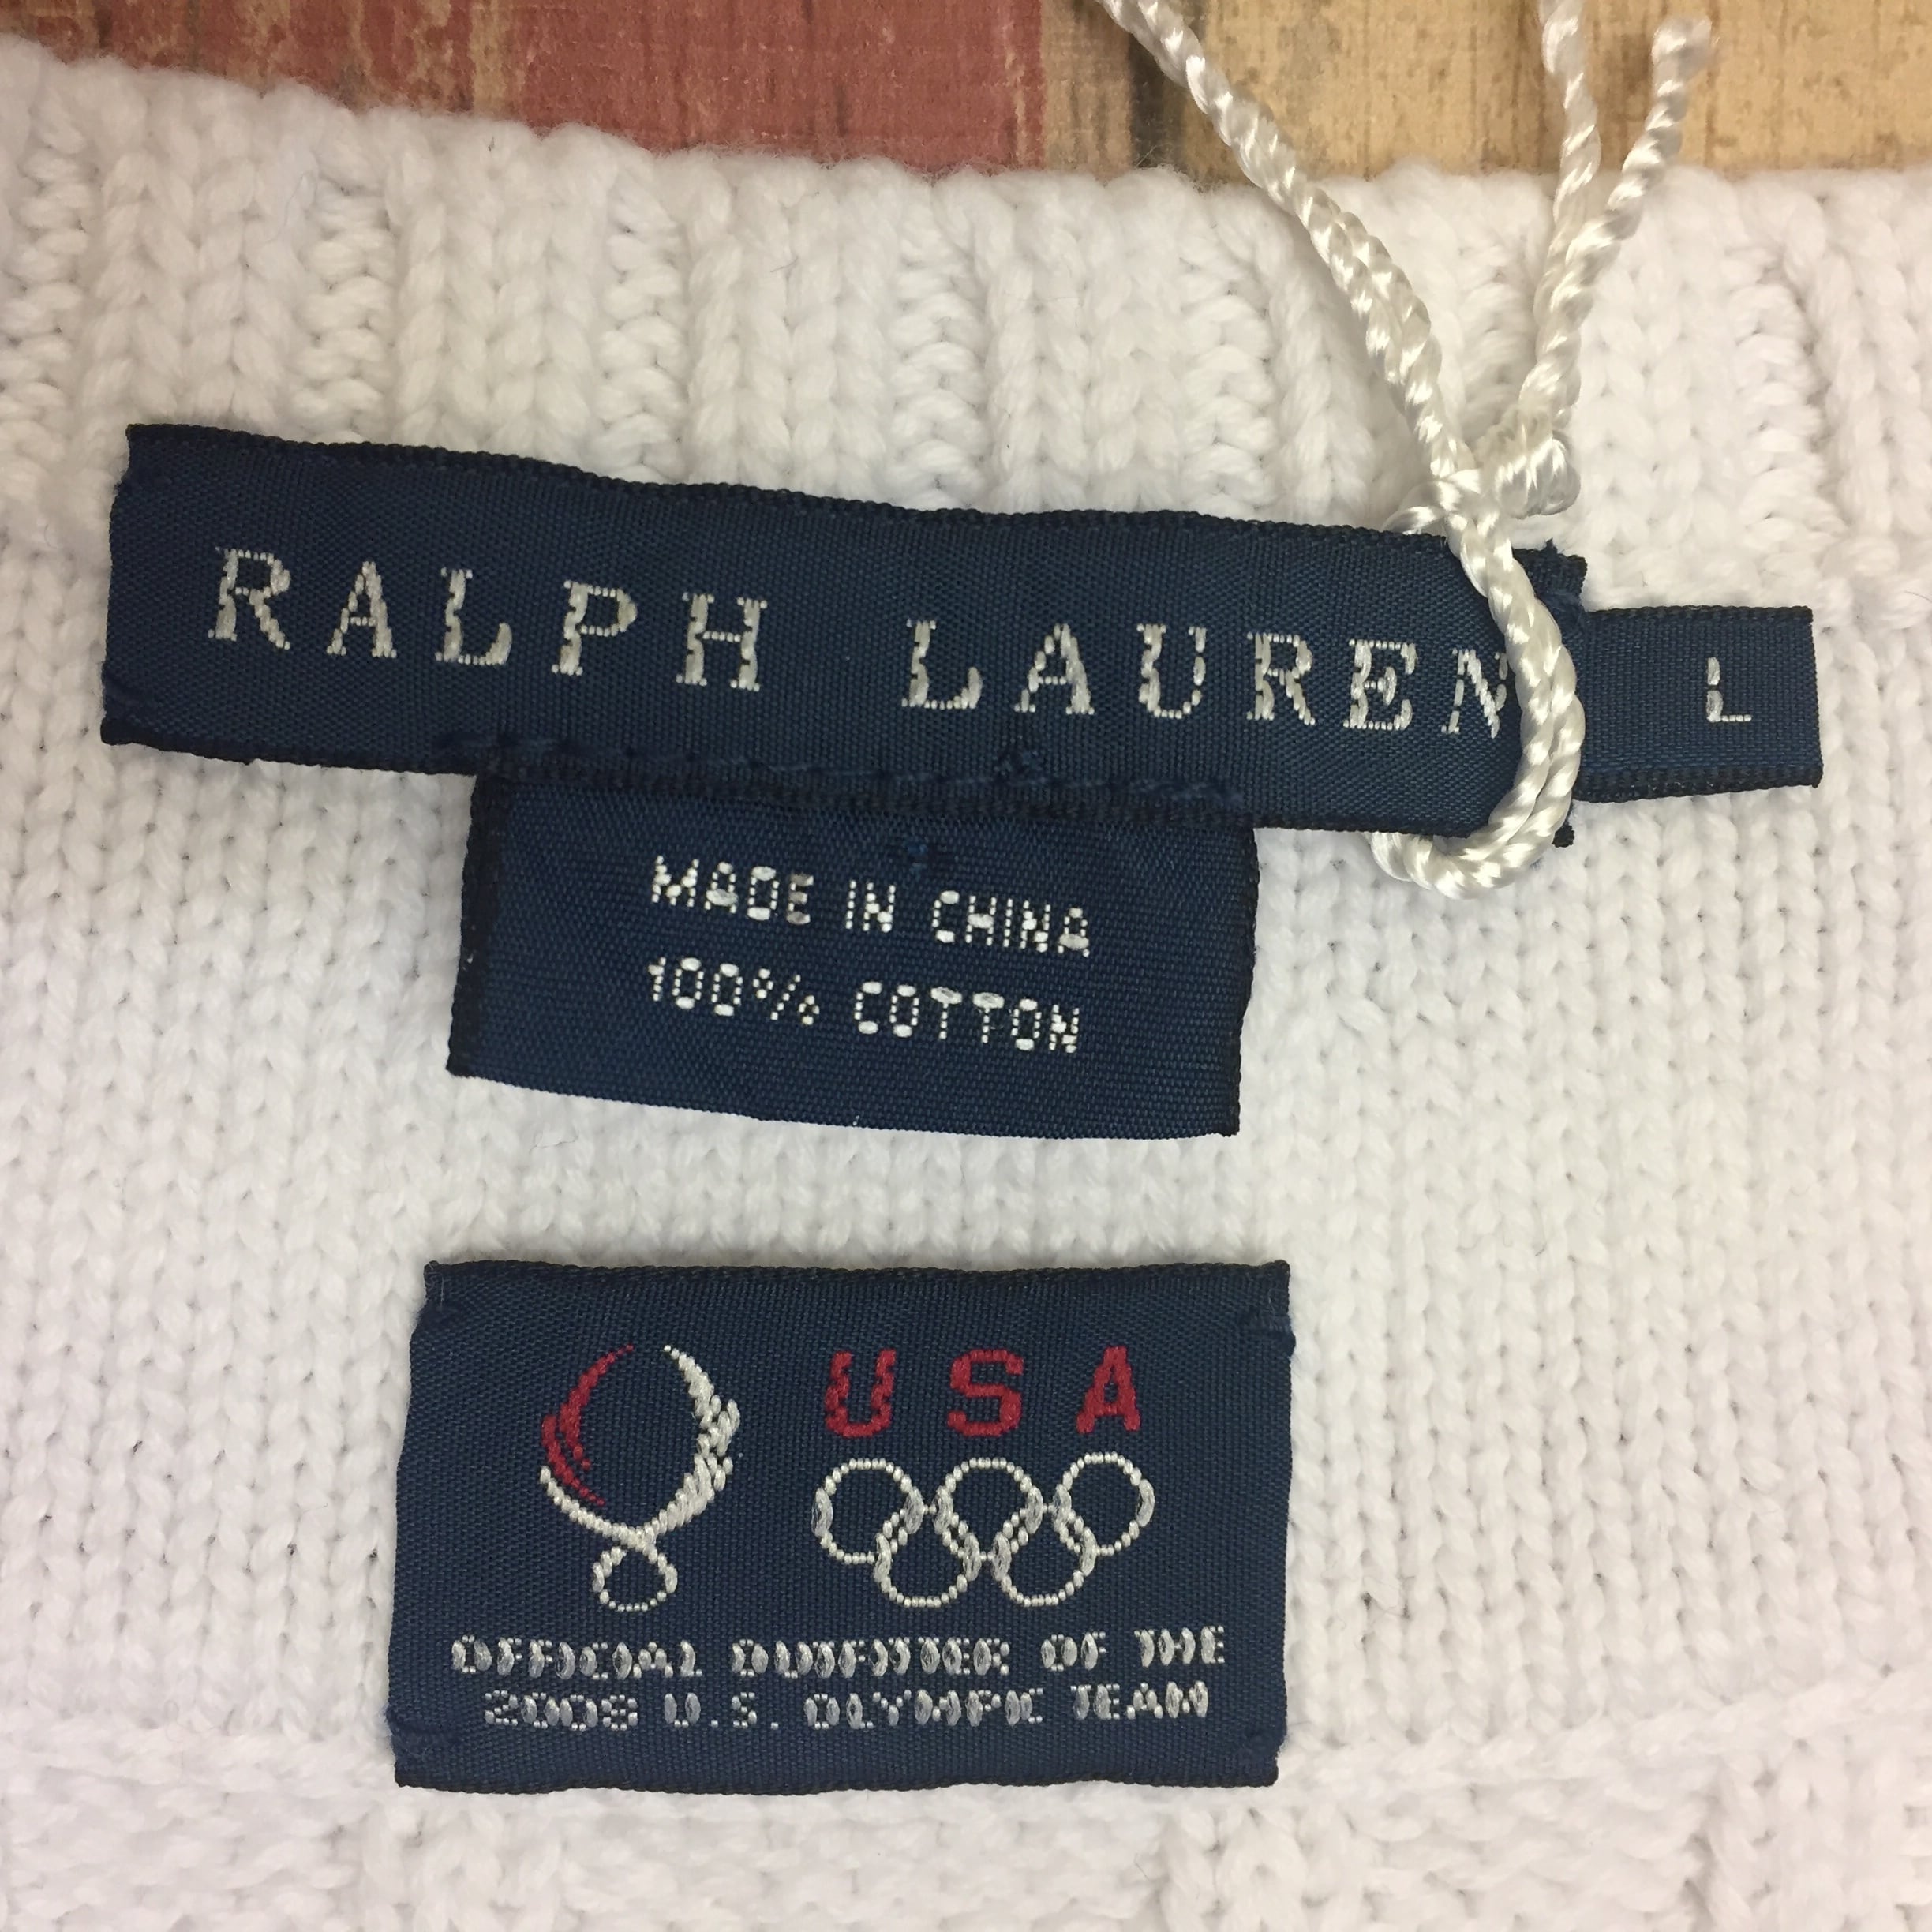 RALPH LAUREN
L
MADE IN CHINA
100% COTTON
USA
OFFICIAL OUTFITTER OF THE
2008 U.S. OLYMPIC TEAM